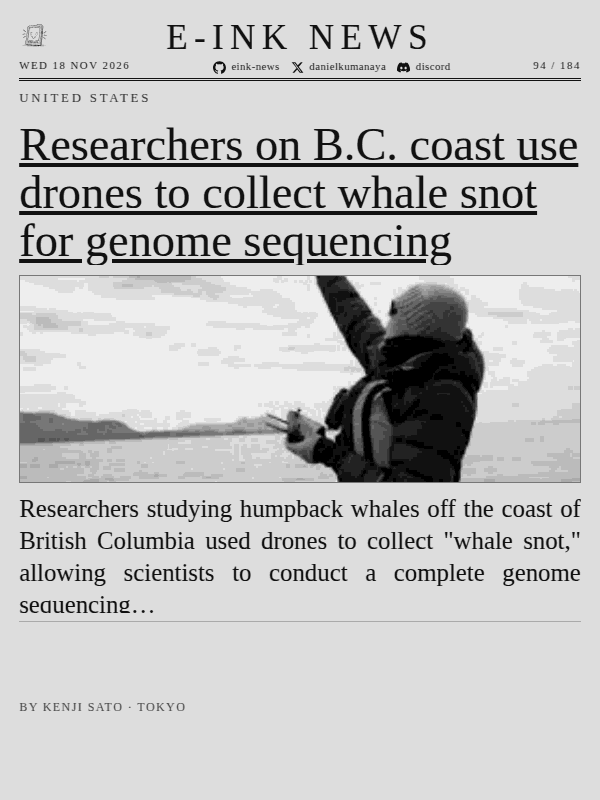 E-INK NEWS
WED 18 NOV 2026
eink-news
danielkumanaya
discord
94 / 184
UNITED STATES
Researchers on B.C. coast use
drones to collect whale snot
for genome sequencing
Researchers studying humpback whales off the coast of
British Columbia used drones to collect "whale snot,"
allowing scientists to conduct a complete genome
sequencing…
BY KENJI SATO · TOKYO